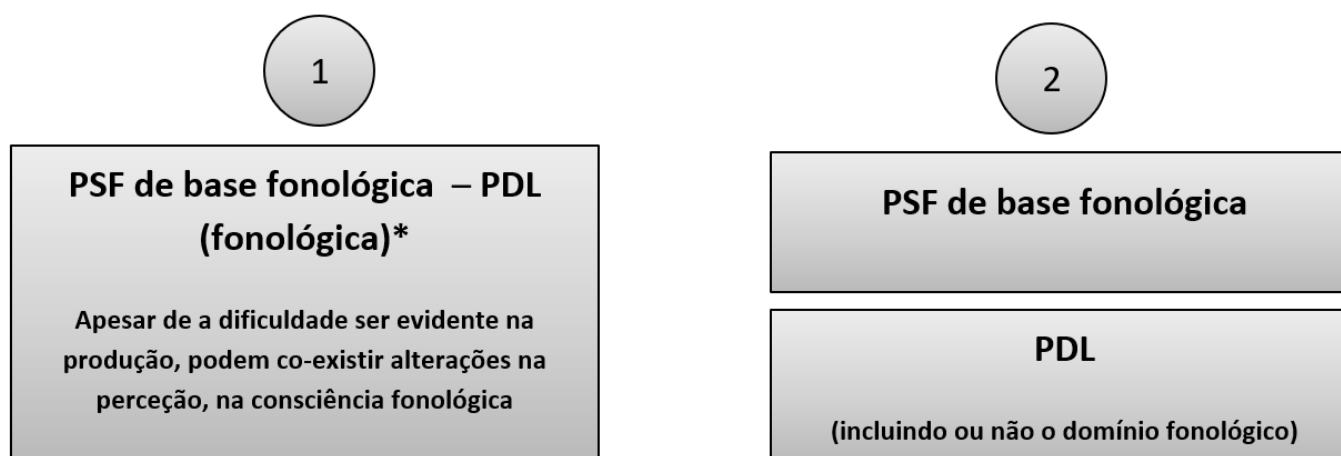 1
PSF de base fonológica – PDL
(fonológica)*
Apesar de a dificuldade ser evidente na
produção, podem co-existir alterações na
perceção, na consciência fonológica
2
PSF de base fonológica
PDL
(incluindo ou não o domínio fonológico)